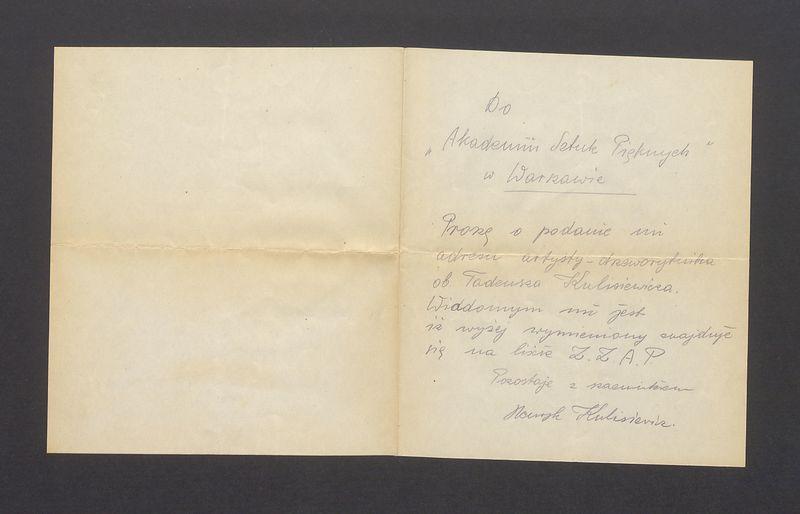 Do
„Akademii Sztuk Pięknych"
w Warszawie
Proszę o podanie mi
adresu artysty-drzeworytnika
ob. Tadeusza Kulisiewicza.
Wiadomym mi jest
iż wyżej wymieniony znajduje
się na liście Z.Z.A.P
Pozostaję z szacunkiem
Henryk Kulisiewicz.